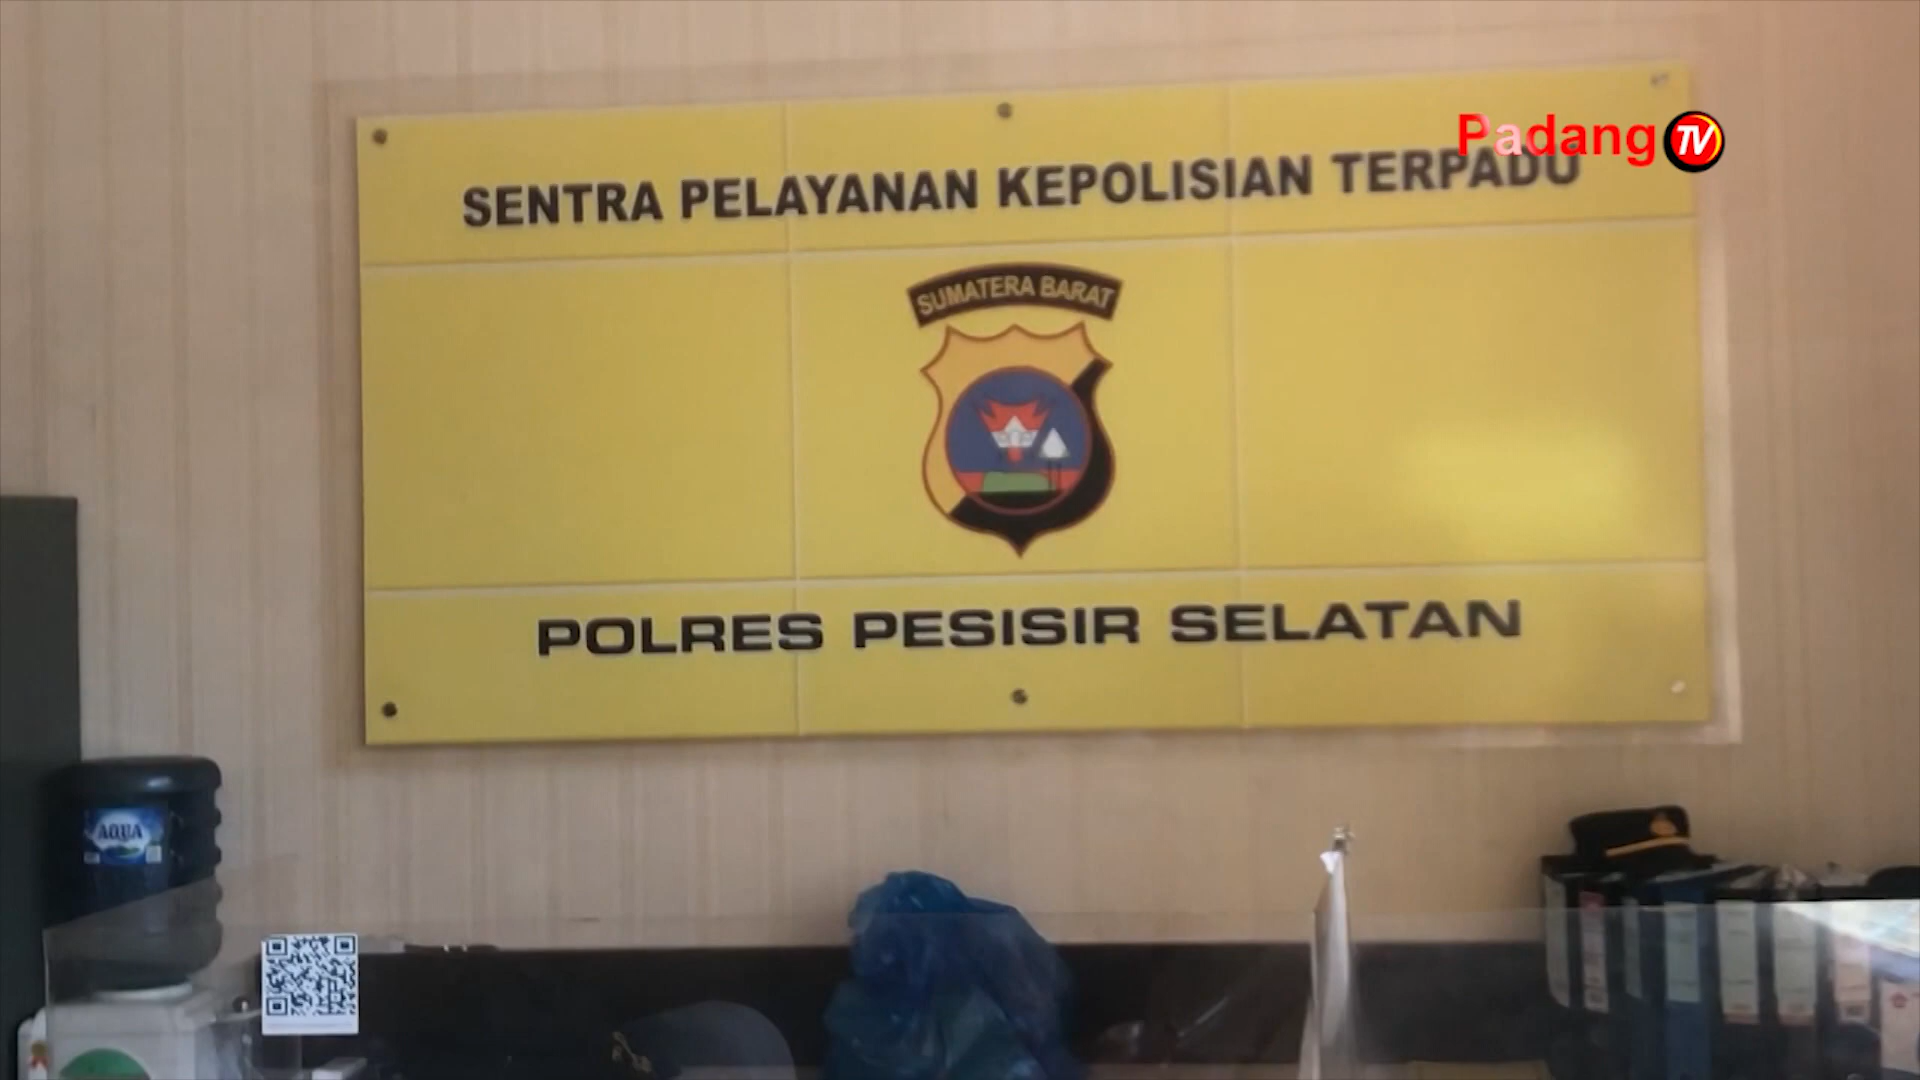 Padang TV
SENTRA PELAYANAN KEPOLISIAN TERPADU
SUMATERA BARAT
POLRES PESISIR SELATAN
AQUA